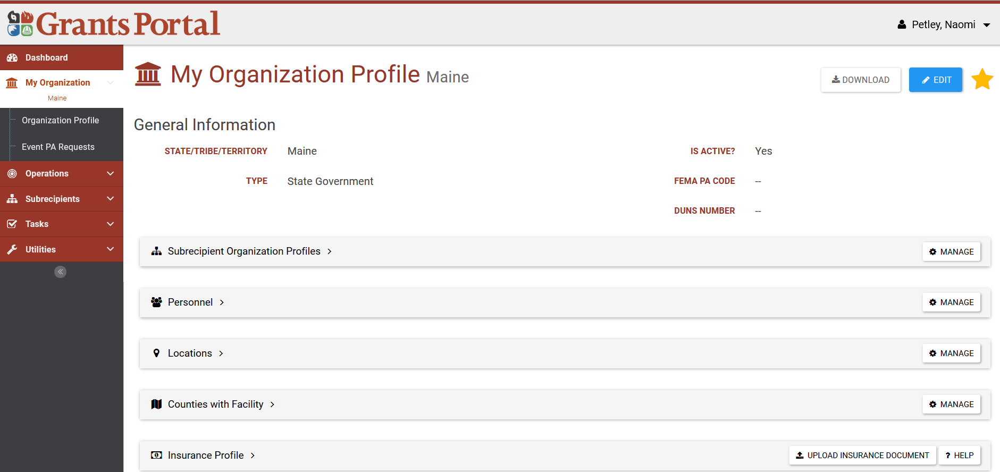 Grants Portal
Petley, Naomi
Dashboard
My Organization
Maine
Organization Profile
Event PA Requests
Operations
Subrecipients
Tasks
Utilities
My Organization Profile Maine
DOWNLOAD
EDIT
General Information
STATE/TRIBE/TERRITORY Maine
IS ACTIVE? Yes
TYPE State Government
FEMA PA CODE --
DUNS NUMBER --
Subrecipient Organization Profiles
MANAGE
Personnel
MANAGE
Locations
MANAGE
Counties with Facility
MANAGE
Insurance Profile
UPLOAD INSURANCE DOCUMENT
? HELP